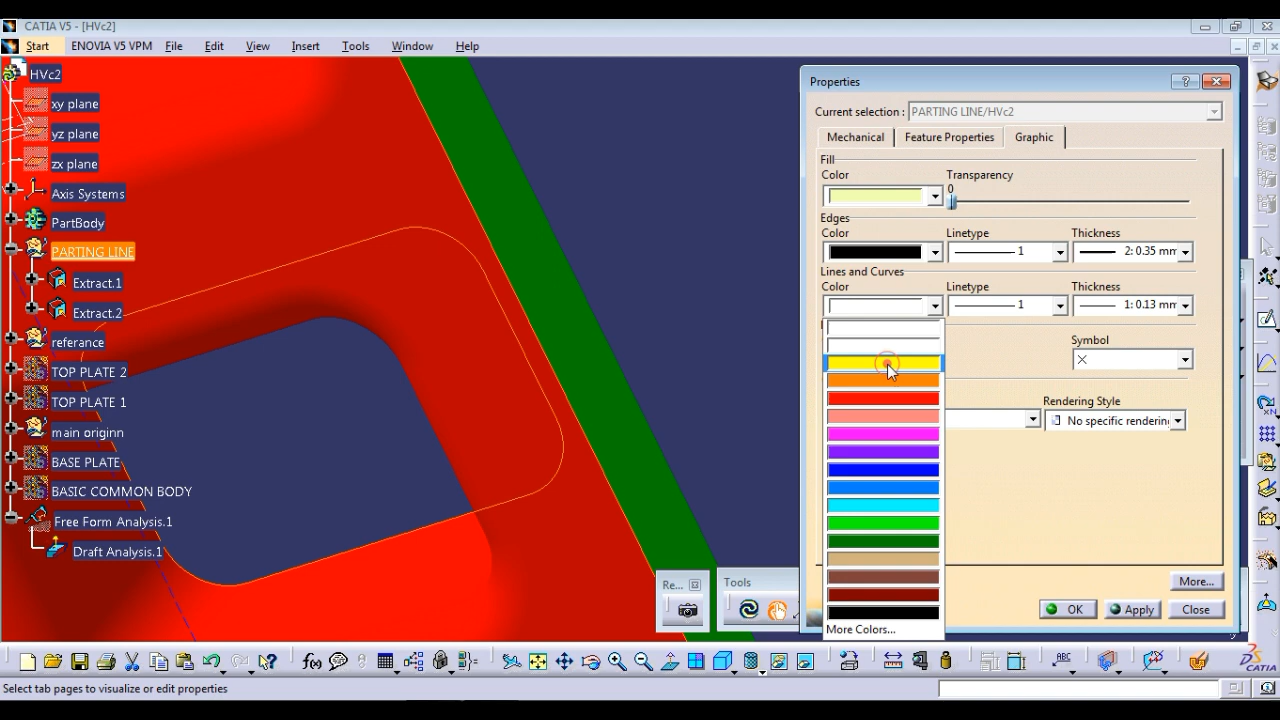 CATIA V5 - [HVc2]
Start ENOVIA V5 VPM File Edit View Insert Tools Window Help
HVc2
xy plane
yz plane
zx plane
Axis Systems
PartBody
PARTING LINE
Extract.1
Extract.2
referance
TOP PLATE 2
TOP PLATE 1
main originn
BASE PLATE
BASIC COMMON BODY
Free Form Analysis.1
Draft Analysis.1
Properties
Current selection : PARTING LINE/HVc2
Mechanical Feature Properties Graphic
Fill
Color Transparency
0
Edges
Color Linetype Thickness
1 2: 0.35 mm
Lines and Curves
Color Linetype Thickness
1 1: 0.13 mm
Symbol
Rendering Style
No specific renderin
More Colors...
More...
OK Apply Close
Re... Tools
f(x) ABC
CATIA
Select tab pages to visualize or edit properties